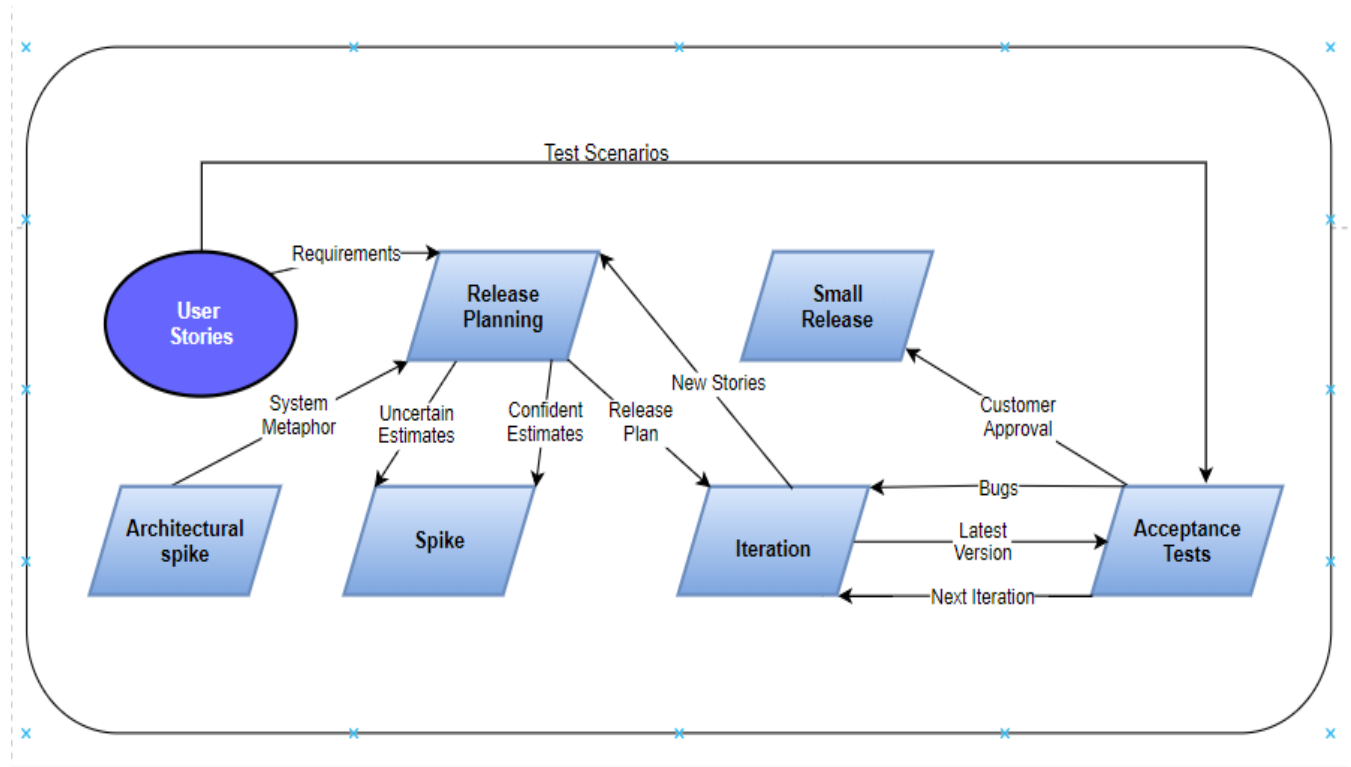 Test Scenarios
Requirements
User
Stories
Release
Planning
Small
Release
New Stories
System
Metaphor
Uncertain
Estimates
Confident
Estimates
Release
Plan
Customer
Approval
Bugs
Architectural
spike
Spike
Iteration
Latest
Version
Acceptance
Tests
Next Iteration